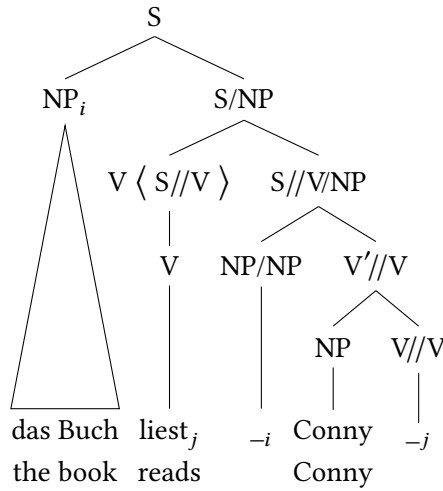 S
NP_i S/NP
V ⟨ S//V ⟩ S//V/NP
V NP/NP V′//V
NP V//V
das Buch liest_j −_i Conny −_j
the book reads Conny